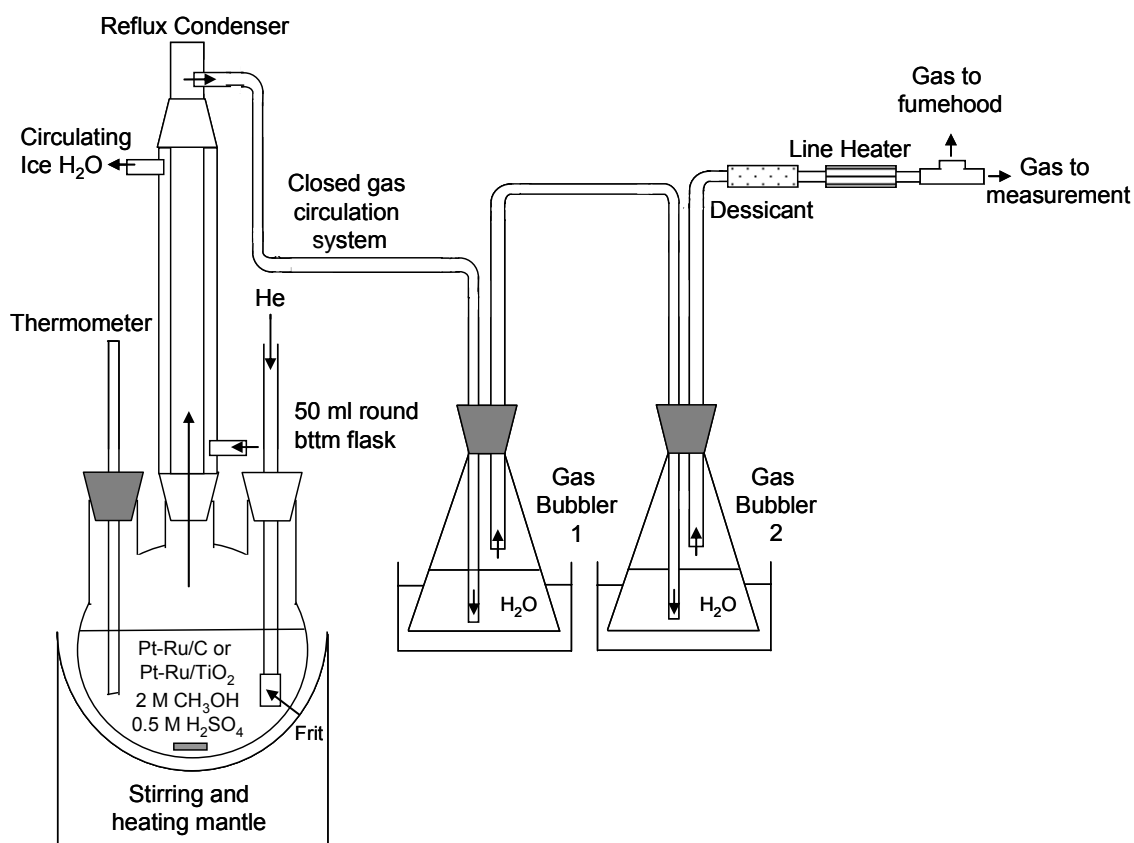 Reflux Condenser
Circulating
Ice H₂O
Closed gas
circulation
system
He
Thermometer
50 ml round
bttm flask
Gas to
fumehood
Line Heater
Gas to
measurement
Dessicant
Gas
Bubbler
1
Gas
Bubbler
2
H₂O
H₂O
Pt-Ru/C or
Pt-Ru/TiO₂
2 M CH₃OH
0.5 M H₂SO₄
Frit
Stirring and
heating mantle